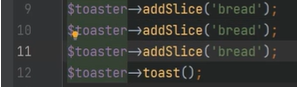 9 $toaster->addSlice('bread');
10 $toaster->addSlice('bread');
11 $toaster->addSlice('bread');
12 $toaster->toast();